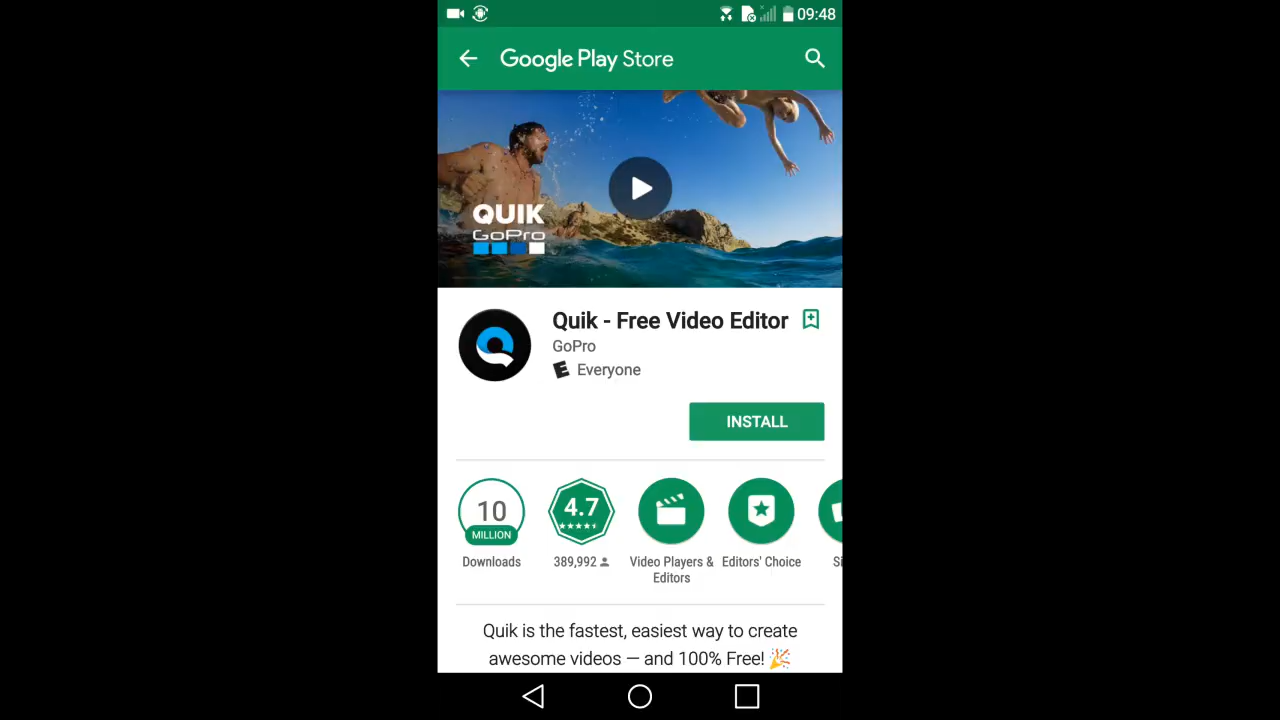 09:48
Google Play Store
QUIK
GoPro
Quik - Free Video Editor
GoPro
E Everyone
INSTALL
10
MILLION
Downloads
4.7
389,992
Video Players &
Editors
Editors' Choice
Si
Quik is the fastest, easiest way to create
awesome videos — and 100% Free! 🎉